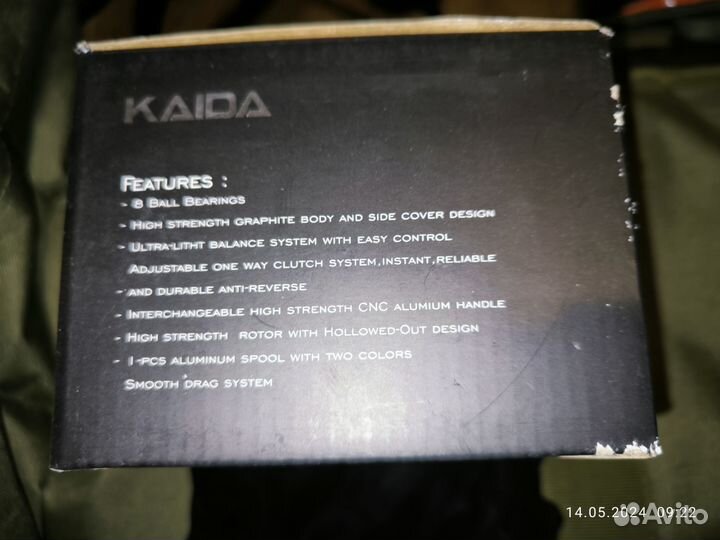 KAIDA
FEATURES :
- 8 BALL BEARINGS
- HIGH STRENGTH GRAPHITE BODY AND SIDE COVER DESIGN
- ULTRA-LITHT BALANCE SYSTEM WITH EASY CONTROL
ADJUSTABLE ONE WAY CLUTCH SYSTEM,INSTANT,RELIABLE
- AND DURABLE ANTI-REVERSE
- INTERCHANGEABLE HIGH STRENGTH CNC ALUMIUM HANDLE
- HIGH STRENGTH ROTOR WITH HOLLOWED-OUT DESIGN
- 1-PCS ALUMINUM SPOOL WITH TWO COLORS
SMOOTH DRAG SYSTEM
14.05.2024 09:22
Avito